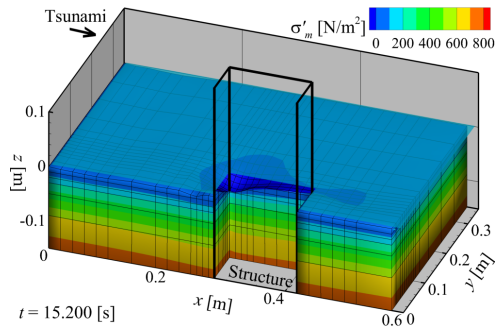 Tsunami
σ′m [N/m²]
0 200 400 600 800
0.1
0
-0.1
z [m]
0
0.2
0.4
0.6
x [m]
0
0.1
0.2
0.3
y [m]
Structure
t = 15.200 [s]